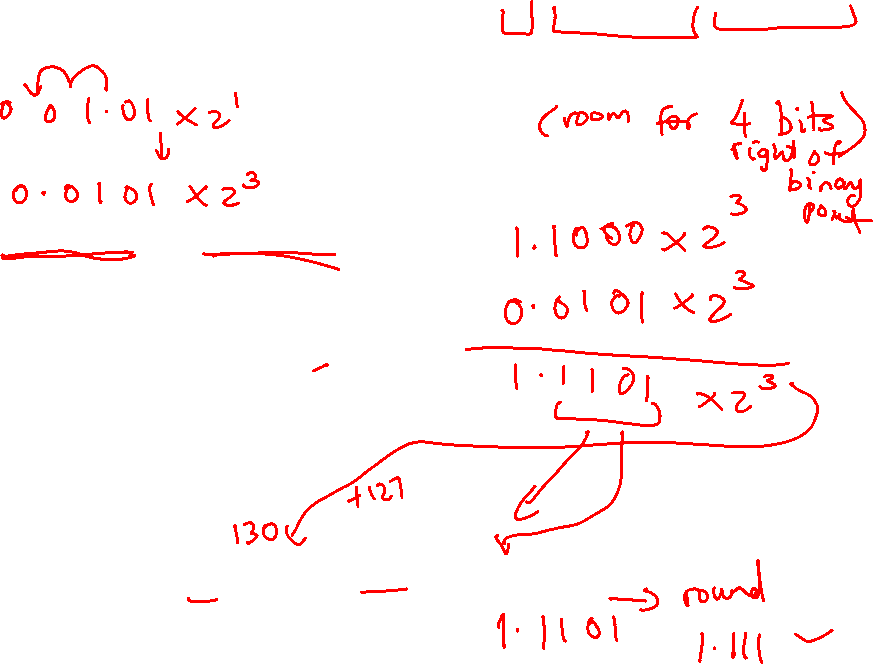 0 0 1.01 × 2^1
0.0101 × 2^3
(room for 4 bits
right of
binary
point)
1.1000 × 2^3
0.0101 × 2^3
1.1101 × 2^3
+127
130
1.1101 → round
1.111 ✓